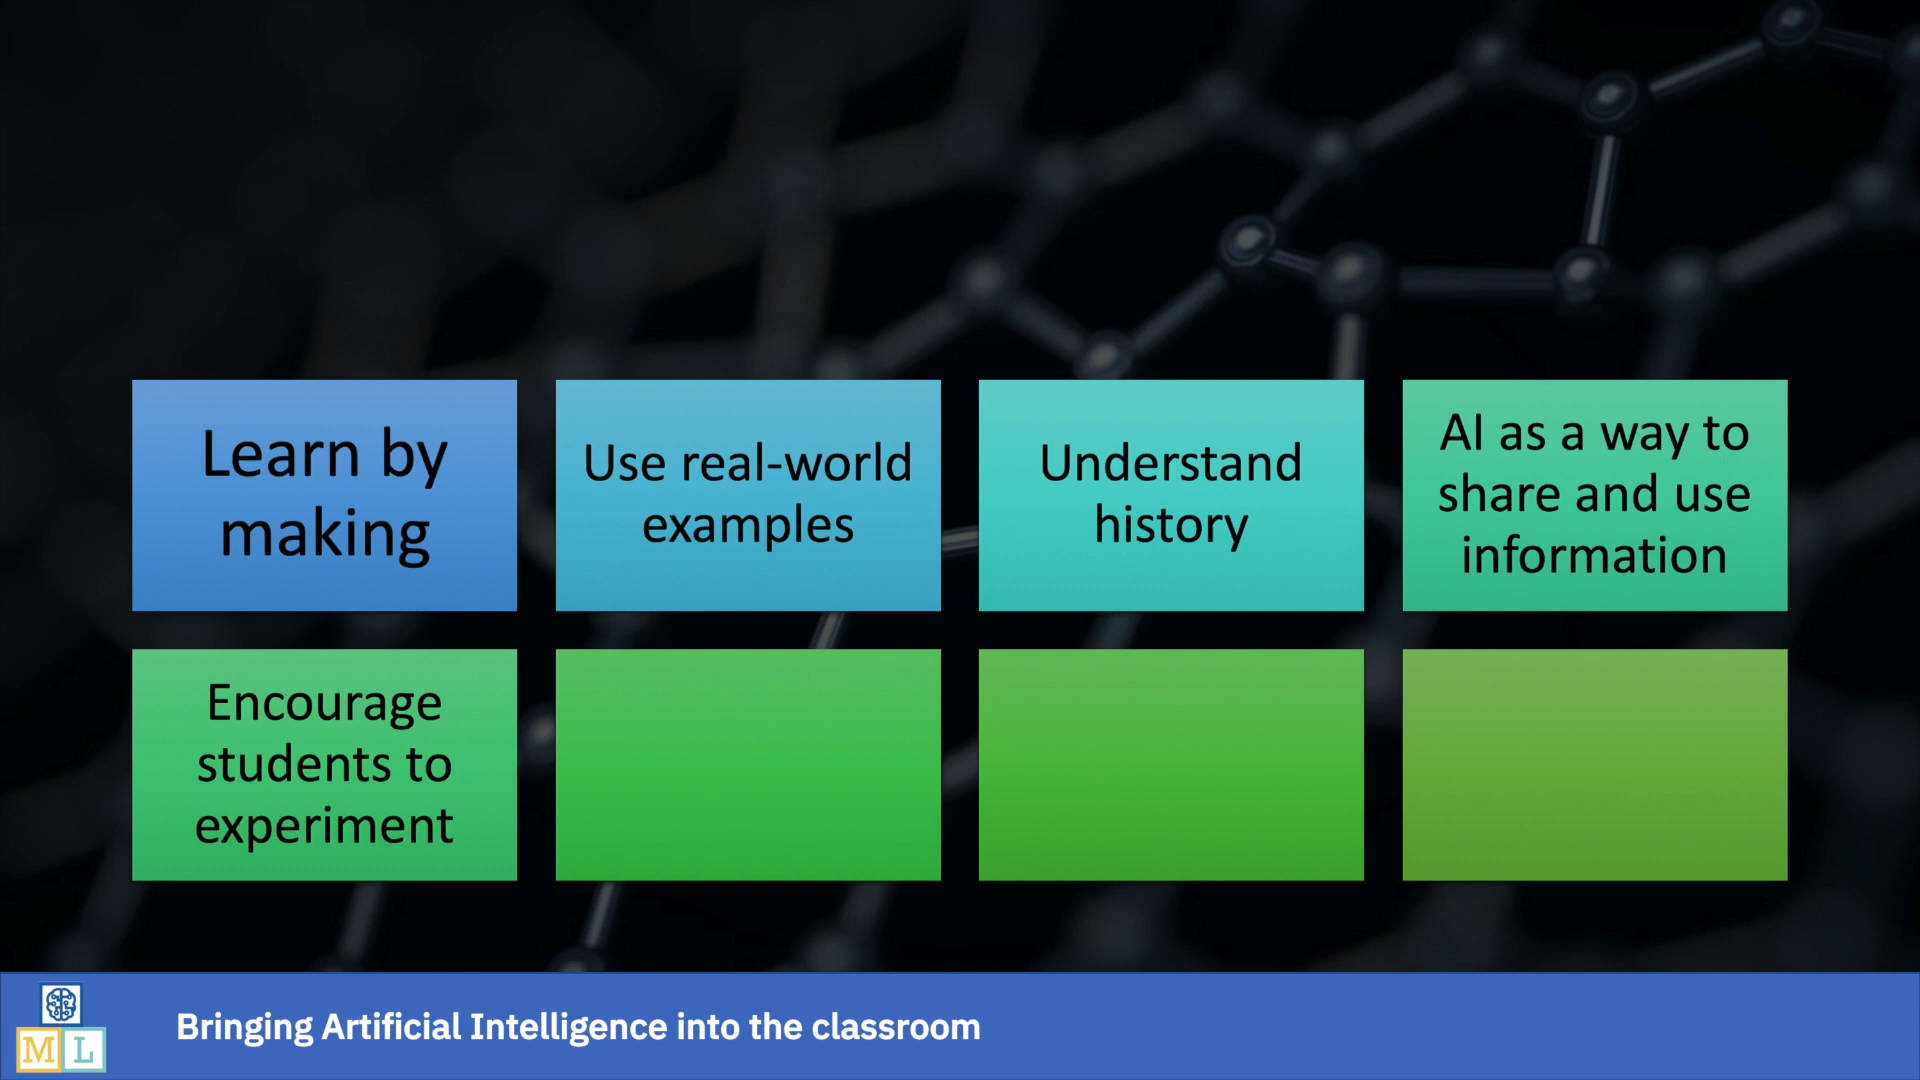 Learn by
making
Use real-world
examples
Understand
history
AI as a way to
share and use
information
Encourage
students to
experiment
M L
Bringing Artificial Intelligence into the classroom